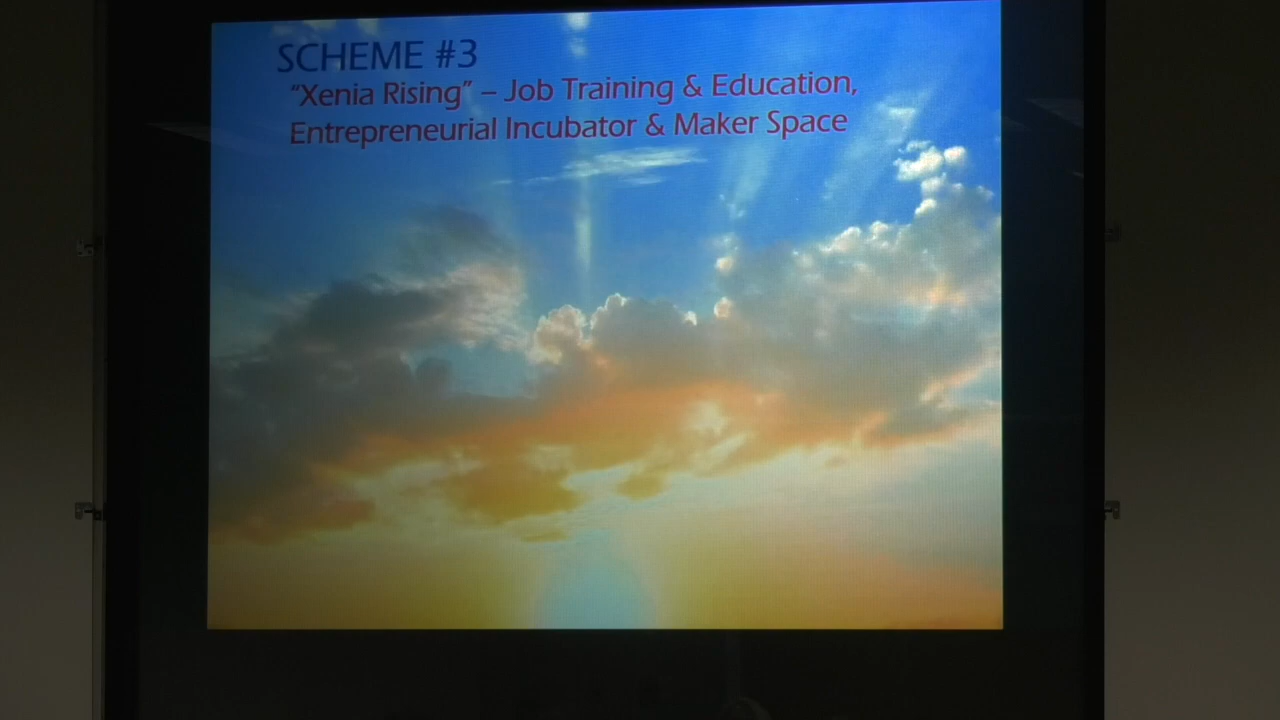 SCHEME #3
"Xenia Rising" – Job Training & Education,
Entrepreneurial Incubator & Maker Space